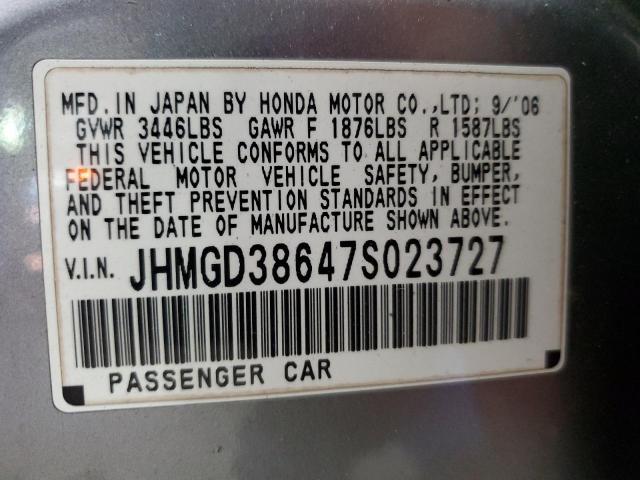 MFD. IN JAPAN BY HONDA MOTOR CO.,LTD; 9/'06
GVWR 3446LBS GAWR F 1876LBS R 1587LBS
THIS VEHICLE CONFORMS TO ALL APPLICABLE
FEDERAL MOTOR VEHICLE SAFETY, BUMPER,
AND THEFT PREVENTION STANDARDS IN EFFECT
ON THE DATE OF MANUFACTURE SHOWN ABOVE.
V.I.N. JHMGD38647S023727
PASSENGER CAR